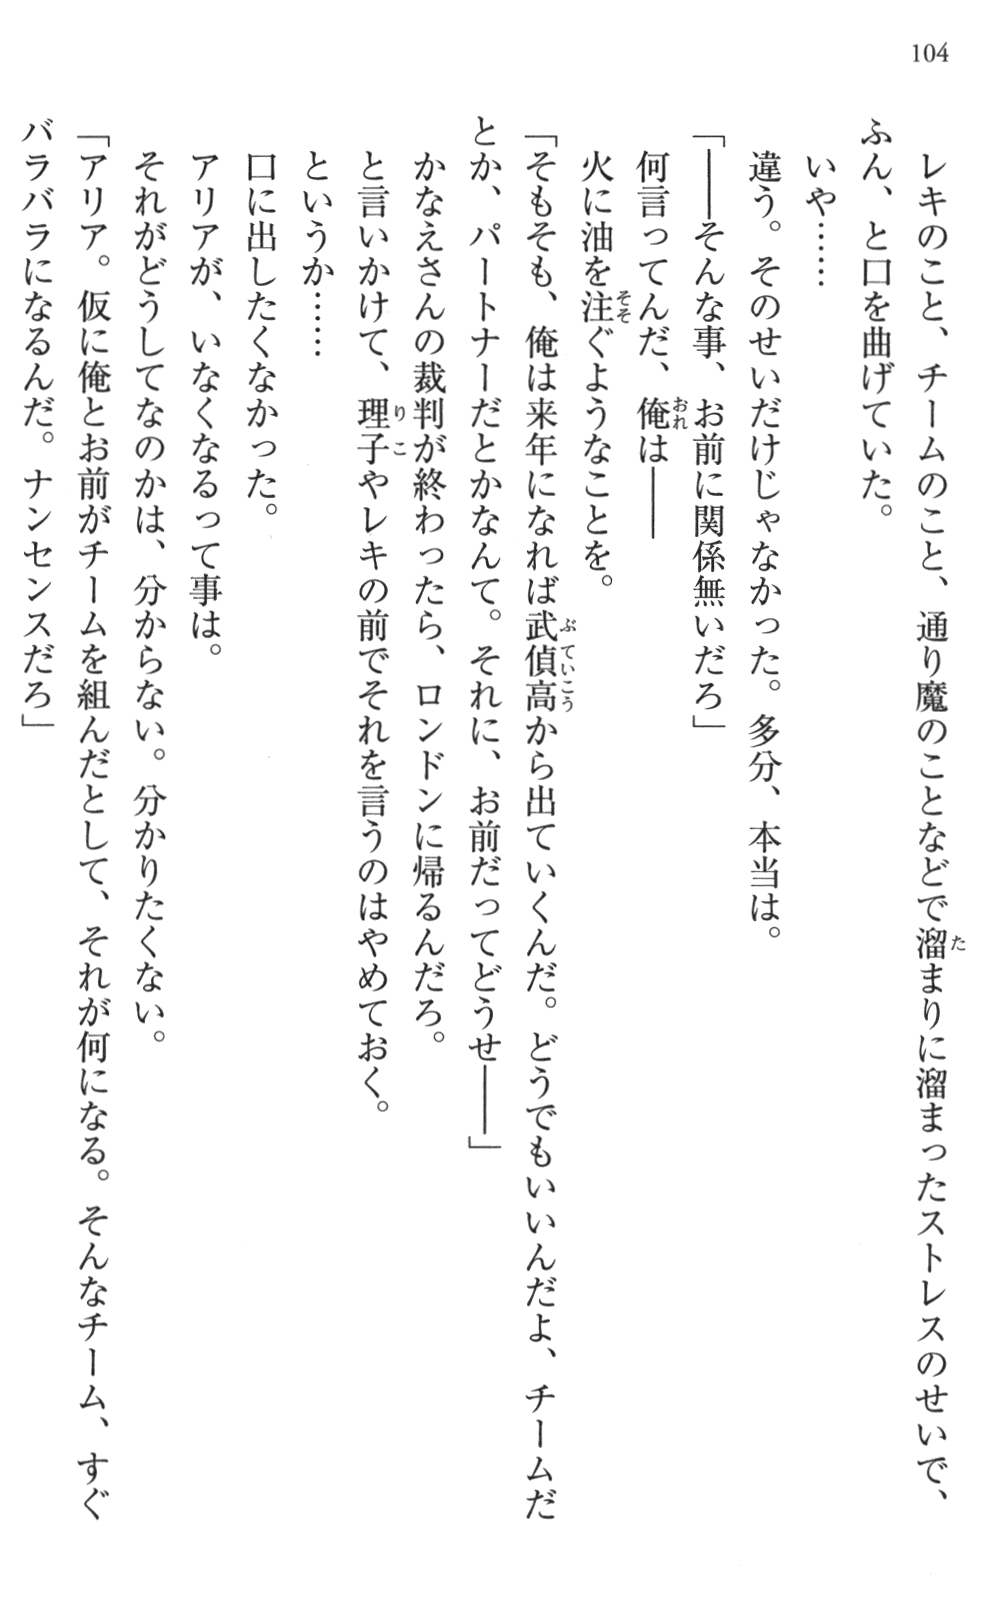 104
レキのこと、チームのこと、通り魔のことなどで溜まりに溜まったストレスのせいで、
ふん、と口を曲げていた。
いや……
違う。そのせいだけじゃなかった。多分、本当は。
「――そんな事、お前に関係無いだろ」
何言ってんだ、俺は――
火に油を注ぐようなことを。
「そもそも、俺は来年になれば武偵高から出ていくんだ。どうでもいいんだよ、チームだ
とか、パートナーだとかなんて。それに、お前だってどうせ――」
かなえさんの裁判が終わったら、ロンドンに帰るんだろ。
と言いかけて、理子やレキの前でそれを言うのはやめておく。
というか……
口に出したくなかった。
アリアが、いなくなるって事は。
それがどうしてなのかは、分からない。分かりたくない。
「アリア。仮に俺とお前がチームを組んだとして、それが何になる。そんなチーム、すぐ
バラバラになるんだ。ナンセンスだろ」